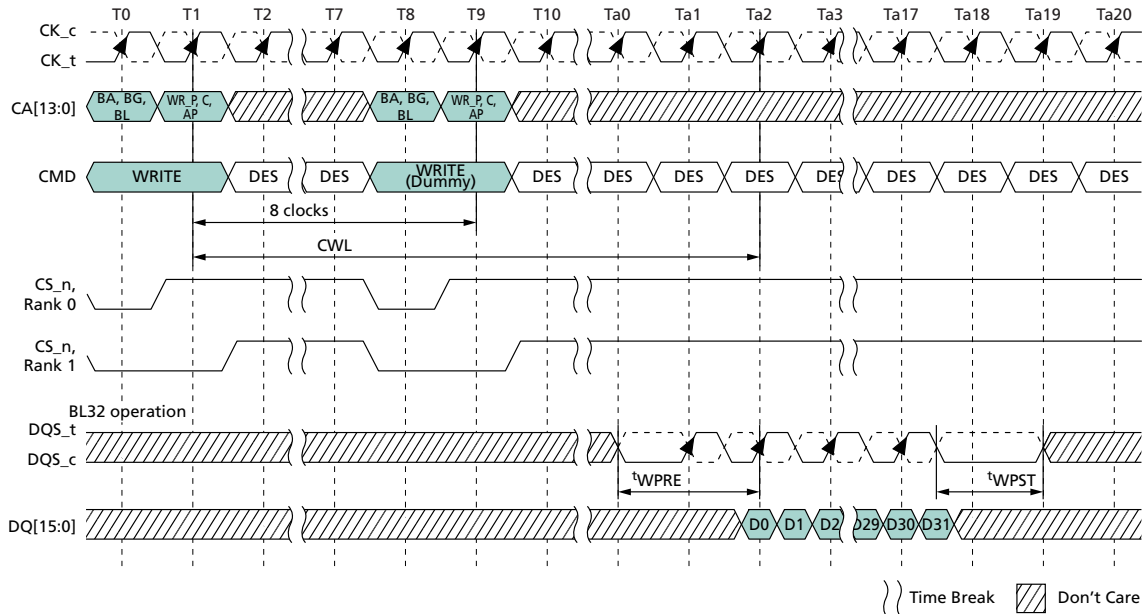 T0 T1 T2 T7 T8 T9 T10 Ta0 Ta1 Ta2 Ta3 Ta17 Ta18 Ta19 Ta20
CK_c
CK_t
CA[13:0]
BA, BG, BL
WR_P, C, AP
BA, BG, BL
WR_P, C, AP
CMD
WRITE DES DES DES WRITE (Dummy) DES DES DES DES DES DES DES DES DES
8 clocks
CWL
CS_n, Rank 0
CS_n, Rank 1
BL32 operation
DQS_t
DQS_c
tWPRE
tWPST
DQ[15:0]
D0 D1 D2 D29 D30 D31
Time Break
Don't Care